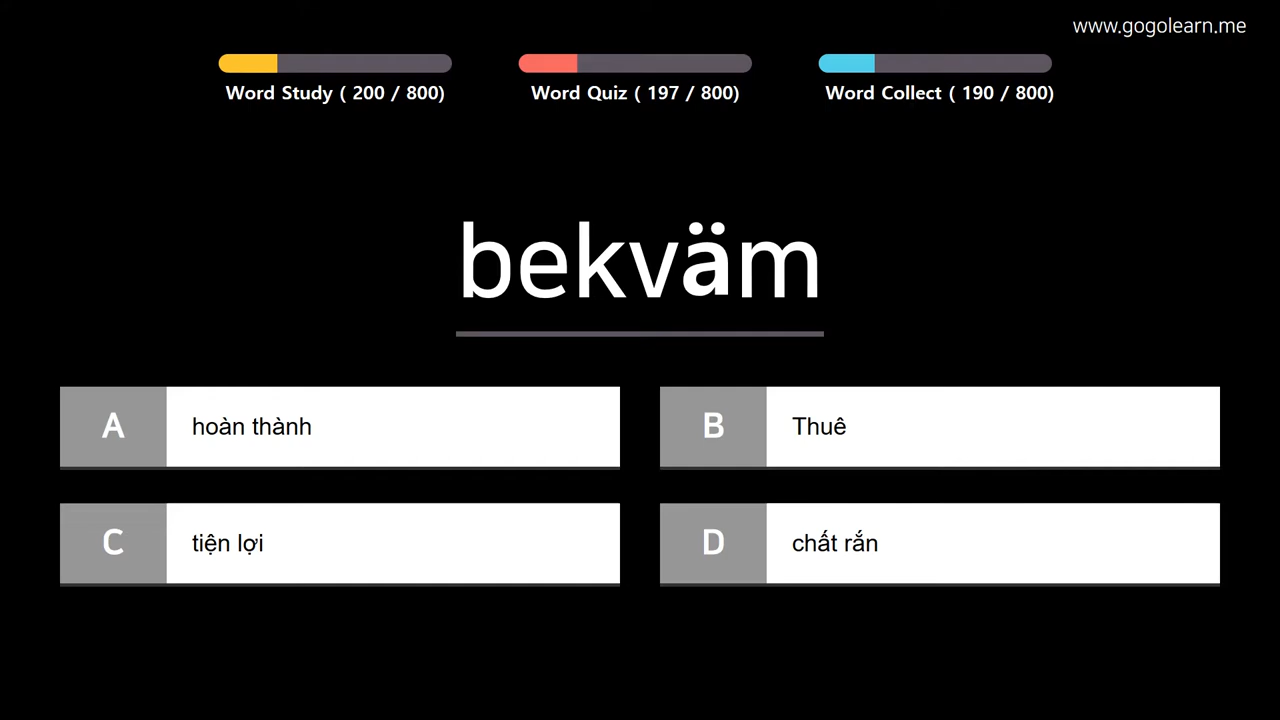 www.gogolearn.me
Word Study ( 200 / 800)
Word Quiz ( 197 / 800)
Word Collect ( 190 / 800)
bekväm
A hoàn thành
B Thuê
C tiện lợi
D chất rắn